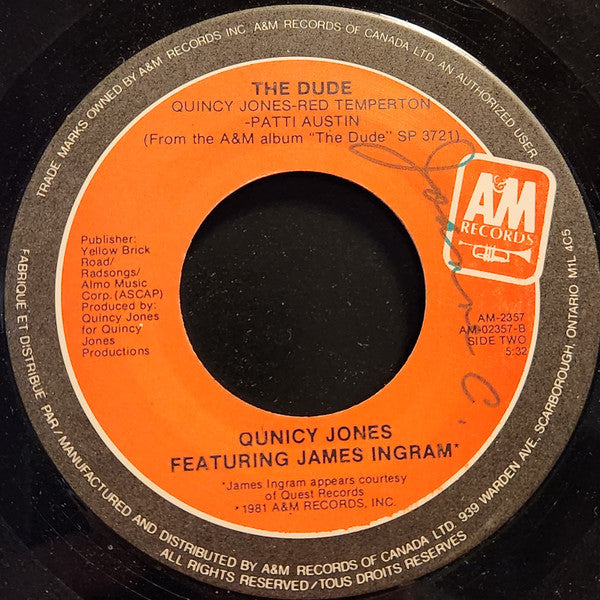 TRADE MARKS OWNED BY A&M RECORDS INC. A&M RECORDS OF CANADA LTD. AN AUTHORIZED USER.
THE DUDE
QUINCY JONES-RED TEMPERTON
-PATTI AUSTIN
(From the A&M album "The Dude" SP 3721)
A&M
RECORDS
Publisher:
Yellow Brick
Road/
Radsongs/
Almo Music
Corp. (ASCAP)
Produced by:
Quincy Jones
for Quincy
Jones
Productions
AM-2357
AM-02357-B
SIDE TWO
5:32
QUNICY JONES
FEATURING JAMES INGRAM*
*James Ingram appears courtesy
of Quest Records
*1981 A&M RECORDS, INC.
FABRIQUE ET DISTRIBUE PAR/MANUFACTURED AND DISTRIBUTED BY A&M RECORDS OF CANADA LTD. 939 WARDEN AVE. SCARBOROUGH, ONTARIO M1L 4C5
ALL RIGHTS RESERVED/TOUS DROITS RESERVES